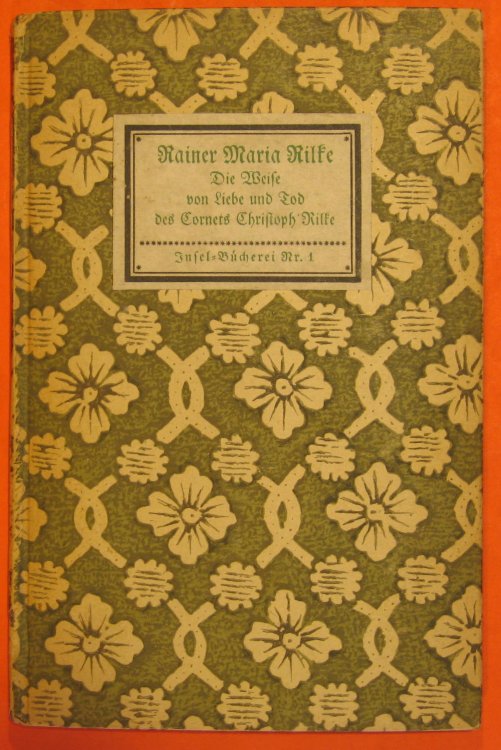 Rainer Maria Rilke
Die Weise
von Liebe und Tod
des Cornets Christoph Rilke
Insel-Bücherei Nr. 1